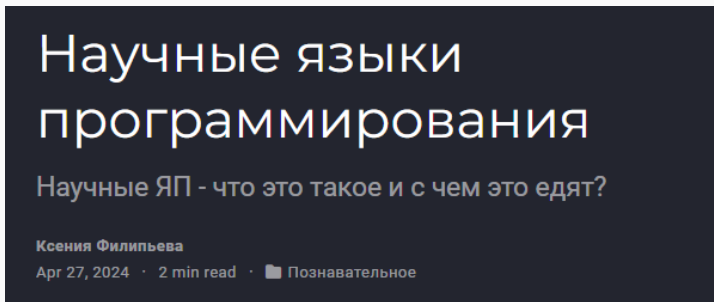 Научные языки
программирования
Научные ЯП - что это такое и с чем это едят?
Ксения Филипьева
Apr 27, 2024 · 2 min read · Познавательное